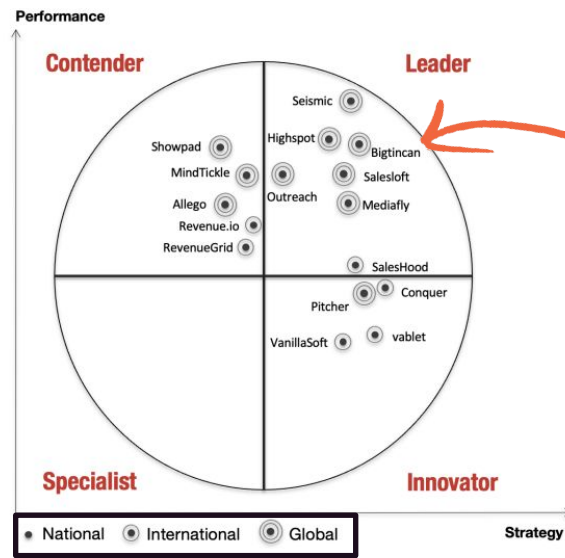 Performance
Contender
Leader
Seismic
Highspot
Showpad
Bigtincan
MindTickle
Salesloft
Outreach
Allego
Mediafly
Revenue.io
RevenueGrid
SalesHood
Conquer
Pitcher
VanillaSoft
vablet
Specialist
Innovator
National International Global
Strategy